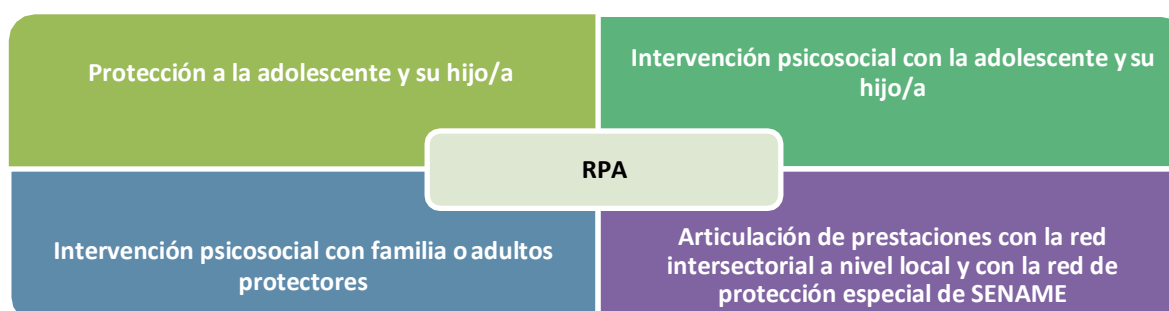 Protección a la adolescente y su hijo/a
Intervención psicosocial con la adolescente y su
hijo/a
RPA
Intervención psicosocial con familia o adultos
protectores
Articulación de prestaciones con la red
intersectorial a nivel local y con la red de
protección especial de SENAME